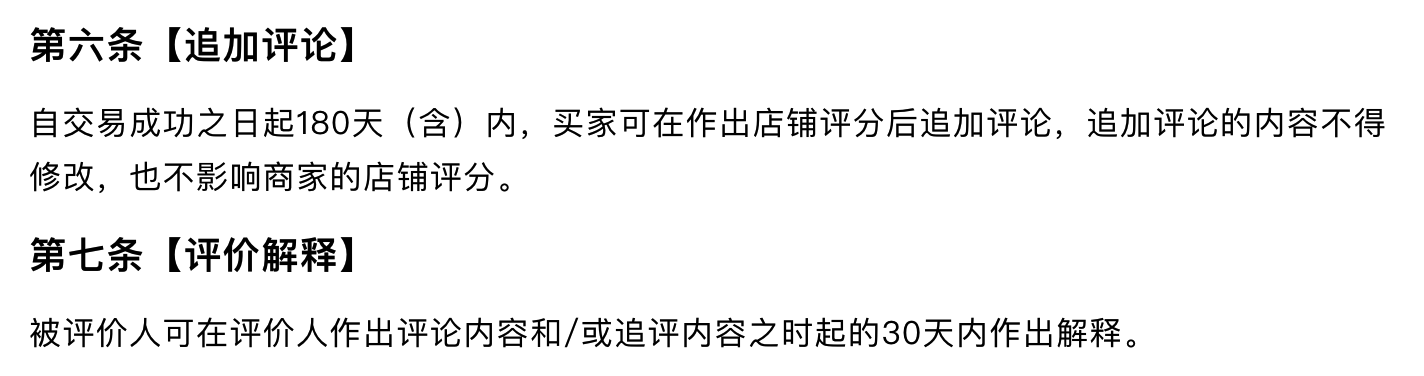 第六条【追加评论】
自交易成功之日起180天（含）内，买家可在作出店铺评分后追加评论，追加评论的内容不得
修改，也不影响商家的店铺评分。
第七条【评价解释】
被评价人可在评价人作出评论内容和/或追评内容之时起的30天内作出解释。